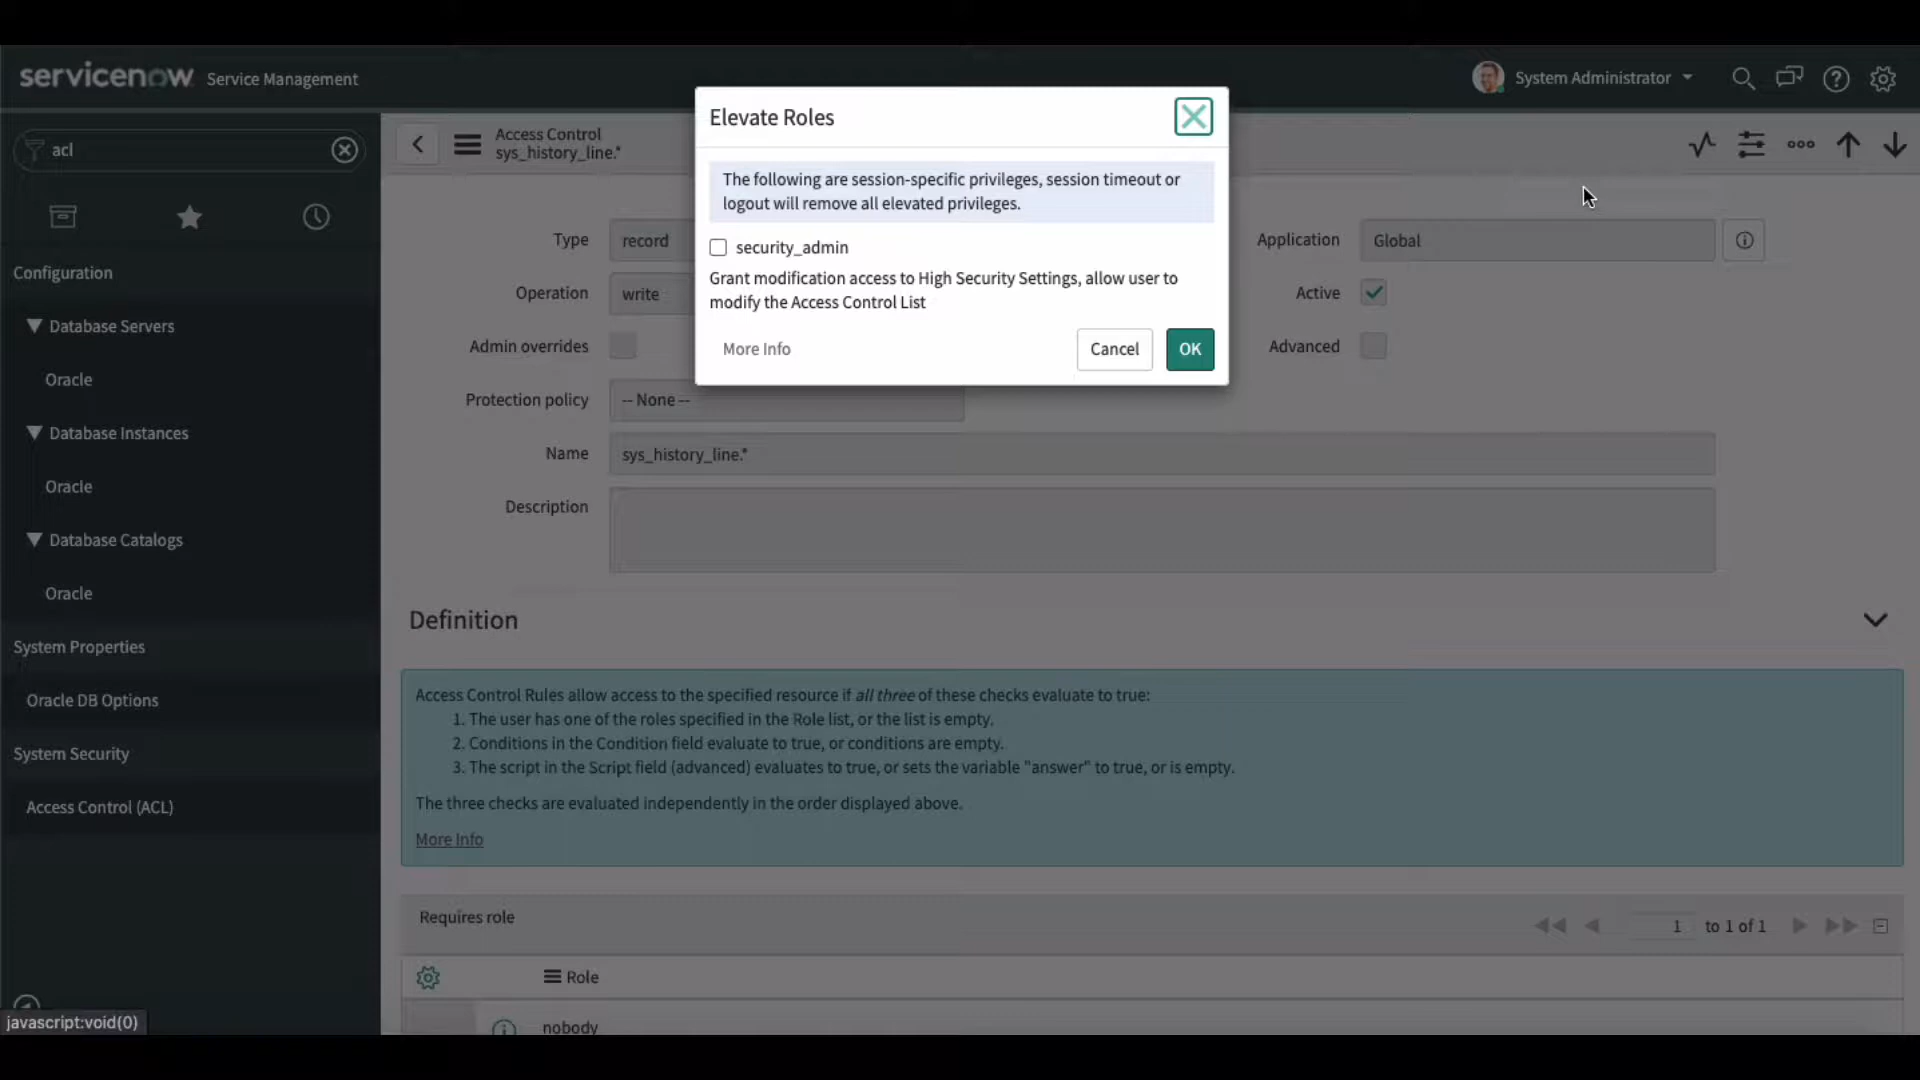 servicenow Service Management
System Administrator
acl
Configuration
Database Servers
Oracle
Database Instances
Oracle
Database Catalogs
Oracle
System Properties
Oracle DB Options
System Security
Access Control (ACL)
javascript:void(0)
Access Control
sys_history_line.*
Elevate Roles
The following are session-specific privileges, session timeout or
logout will remove all elevated privileges.
security_admin
Grant modification access to High Security Settings, allow user to
modify the Access Control List
More Info
Cancel
OK
Type
record
Application
Global
Operation
write
Active
Admin overrides
Advanced
Protection policy
-- None --
Name
sys_history_line.*
Description
Definition
Access Control Rules allow access to the specified resource if all three of these checks evaluate to true:
1. The user has one of the roles specified in the Role list, or the list is empty.
2. Conditions in the Condition field evaluate to true, or conditions are empty.
3. The script in the Script field (advanced) evaluates to true, or sets the variable "answer" to true, or is empty.
The three checks are evaluated independently in the order displayed above.
More Info
Requires role
1 to 1 of 1
Role
nobody